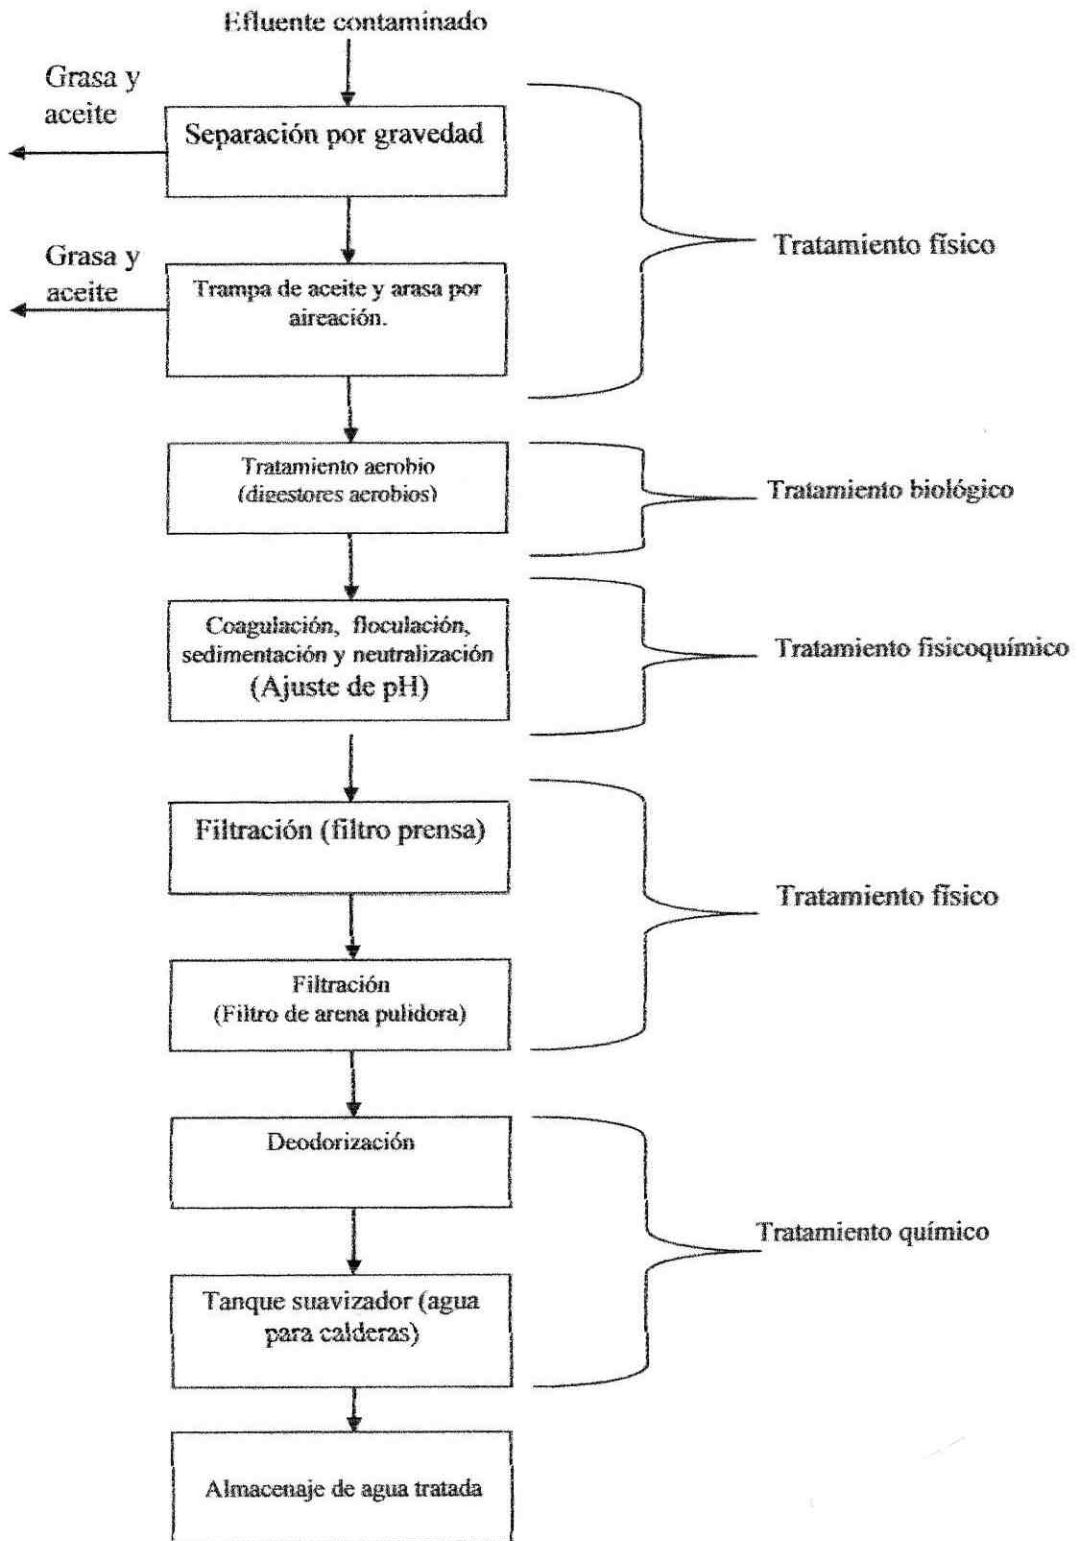 Efluente contaminado
Grasa y
aceite
Separación por gravedad
Tratamiento físico
Grasa y
aceite
Trampa de aceite y arasa por
aireación.
Tratamiento aerobio
(digestores aerobios)
Tratamiento biológico
Coagulación, floculación,
sedimentación y neutralización
(Ajuste de pH)
Tratamiento fisicoquímico
Filtración (filtro prensa)
Tratamiento físico
Filtración
(Filtro de arena pulidora)
Deodorización
Tratamiento químico
Tanque suavizador (agua
para calderas)
Almacenaje de agua tratada